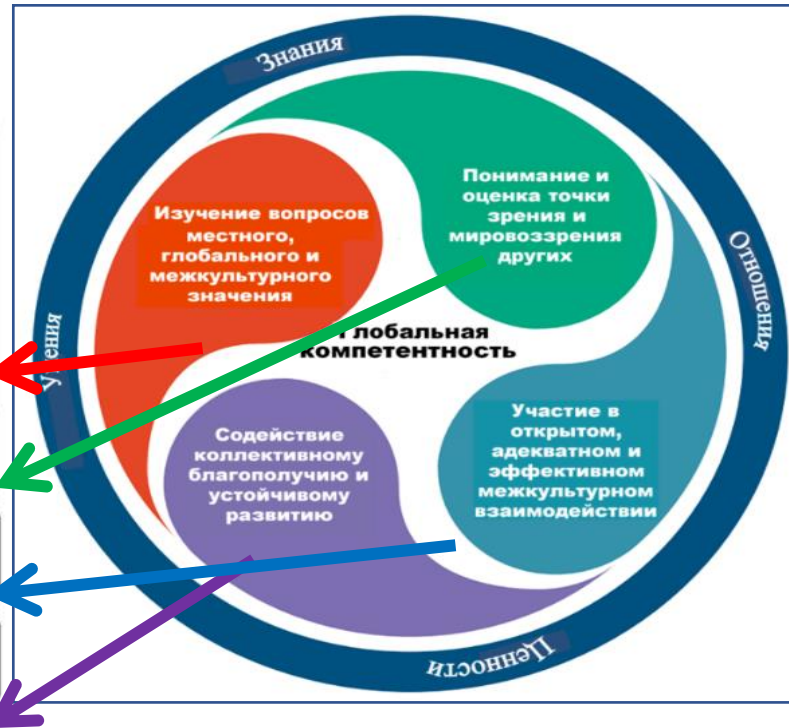 Знания
Изучение вопросов
местного,
глобального и
межкультурного
значения
Понимание и
оценка точки
зрения и
мировоззрения
других
Отношения
Глобальная
компетентность
Умения
Содействие
коллективному
благополучию и
устойчивому
развитию
Участие в
открытом,
адекватном и
эффективном
межкультурном
взаимодействии
Ценности